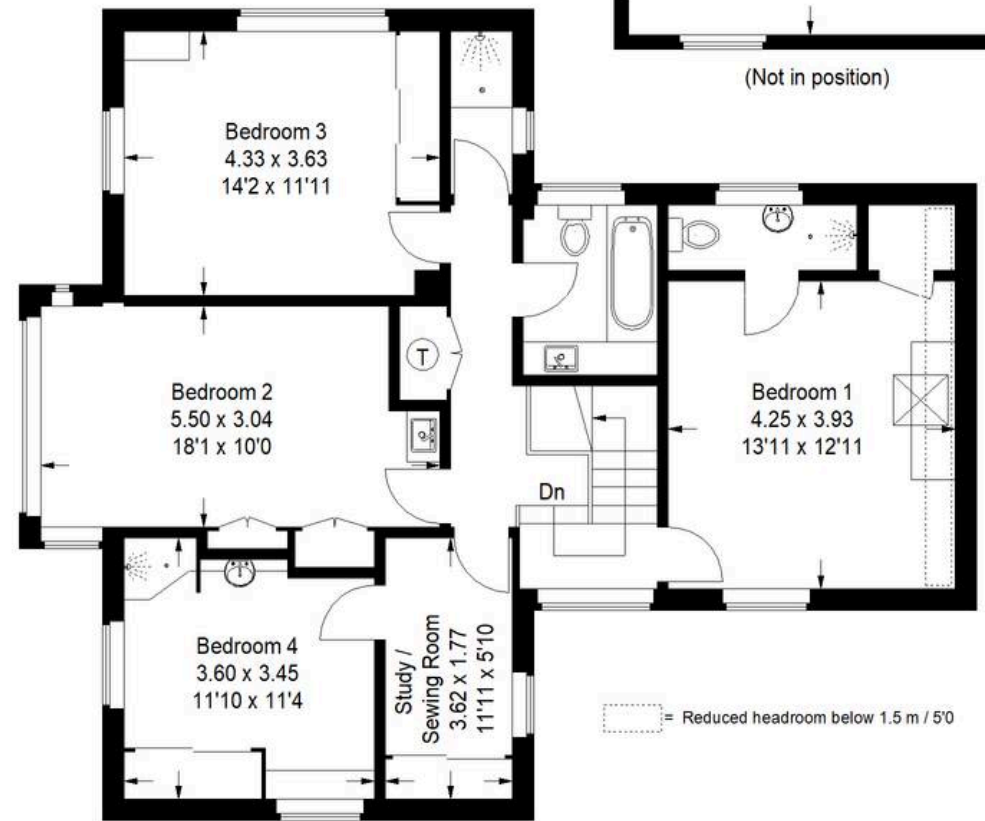 (Not in position)
Bedroom 3
4.33 x 3.63
14'2 x 11'11
T
Bedroom 2
5.50 x 3.04
18'1 x 10'0
Bedroom 1
4.25 x 3.93
13'11 x 12'11
Dn
Bedroom 4
3.60 x 3.45
11'10 x 11'4
Study /
Sewing Room
3.62 x 1.77
11'11 x 5'10
= Reduced headroom below 1.5 m / 5'0